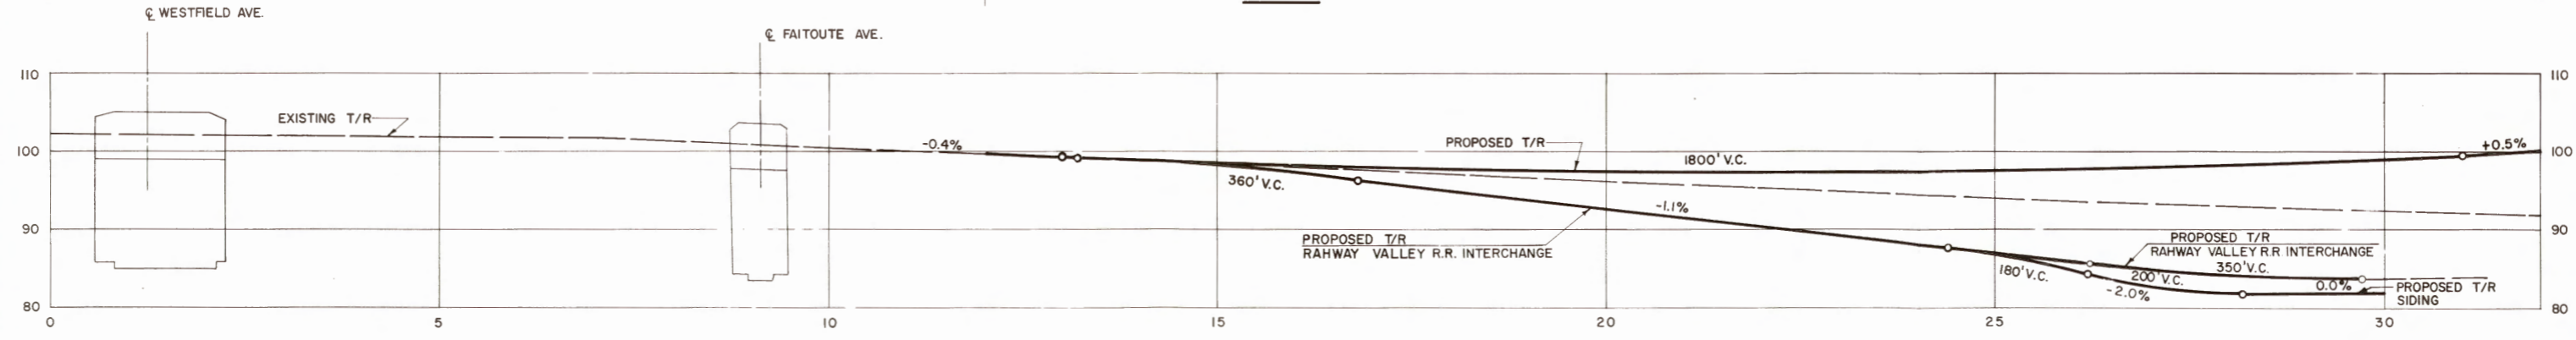 ℄ WESTFIELD AVE.
℄ FAITOUTE AVE.
110
110
EXISTING T/R
PROPOSED T/R
-0.4%
1800' V.C.
+0.5%
100
100
360' V.C.
-1.1%
90
90
PROPOSED T/R
RAHWAY VALLEY R.R. INTERCHANGE
PROPOSED T/R
RAHWAY VALLEY R.R INTERCHANGE
180' V.C.
200' V.C.
350' V.C.
-2.0%
0.0%
PROPOSED T/R
SIDING
80
80
0
5
10
15
20
25
30